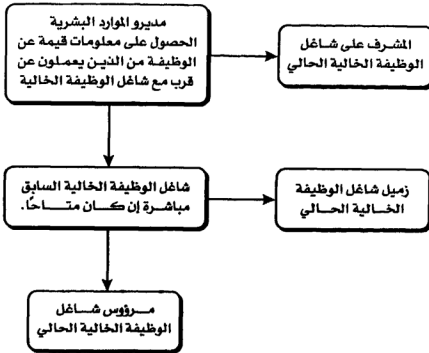 مديرو الموارد البشرية
الحصول على معلومات قيمة عن
الوظيفة من الذين يعملون عن
قرب مع شاغل الوظيفة الخالية
المشرف على شاغل
الوظيفة الخالية الحالي
شاغل الوظيفة الخالية السابق
مباشرة إن كان متاحًا.
زميل شاغل الوظيفة
الخالية الحالي
مرؤوس شاغل
الوظيفة الخالية الحالي